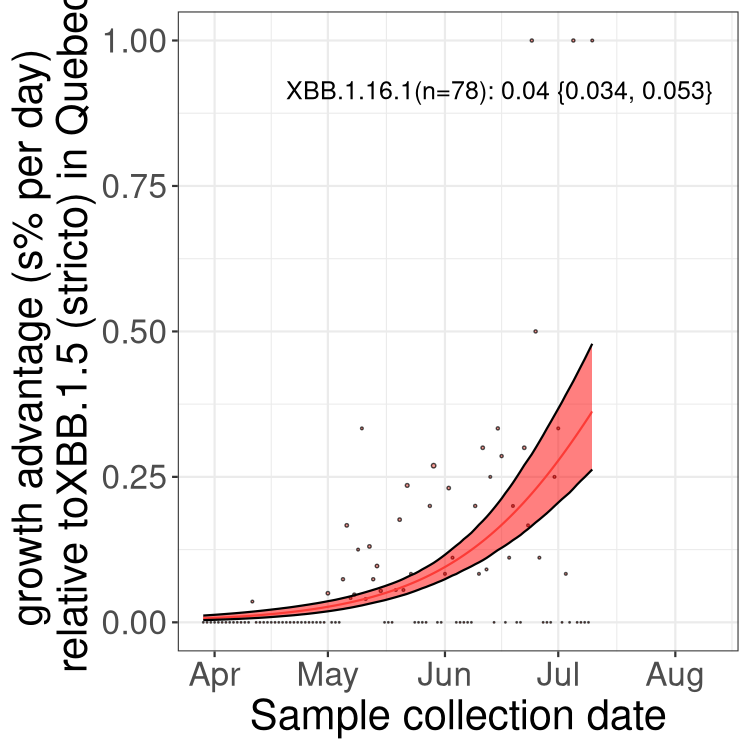 growth advantage (s% per day)
relative toXBB.1.5 (stricto) in Quebec
1.00
0.75
0.50
0.25
0.00
XBB.1.16.1(n=78): 0.04 {0.034, 0.053}
Apr May Jun Jul Aug
Sample collection date